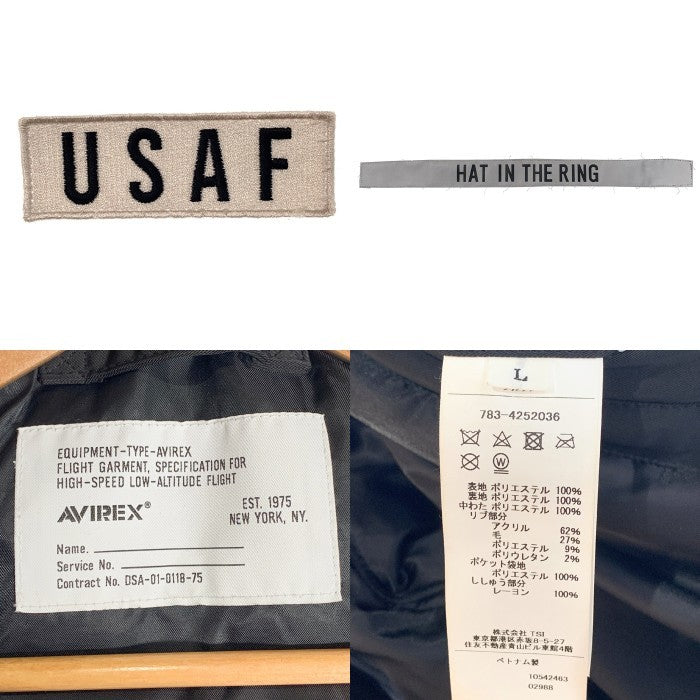 USAF
HAT IN THE RING
EQUIPMENT-TYPE-AVIREX
FLIGHT GARMENT, SPECIFICATION FOR
HIGH-SPEED LOW-ALTITUDE FLIGHT
AVIREX®
EST. 1975
NEW YORK, NY.
Name.
Service No.
Contract No. DSA-01-0118-75
L
783-4252036
表地 ポリエステル 100%
裏地 ポリエステル 100%
中わた ポリエステル 100%
リブ部分
アクリル 62%
毛 27%
ポリエステル 9%
ポリウレタン 2%
ポケット袋地
ポリエステル 100%
ししゅう部分
レーヨン 100%
株式会社 TSI
東京都港区赤坂8-5-27
住友不動産青山ビル東館4階
ベトナム製
10542463
02988